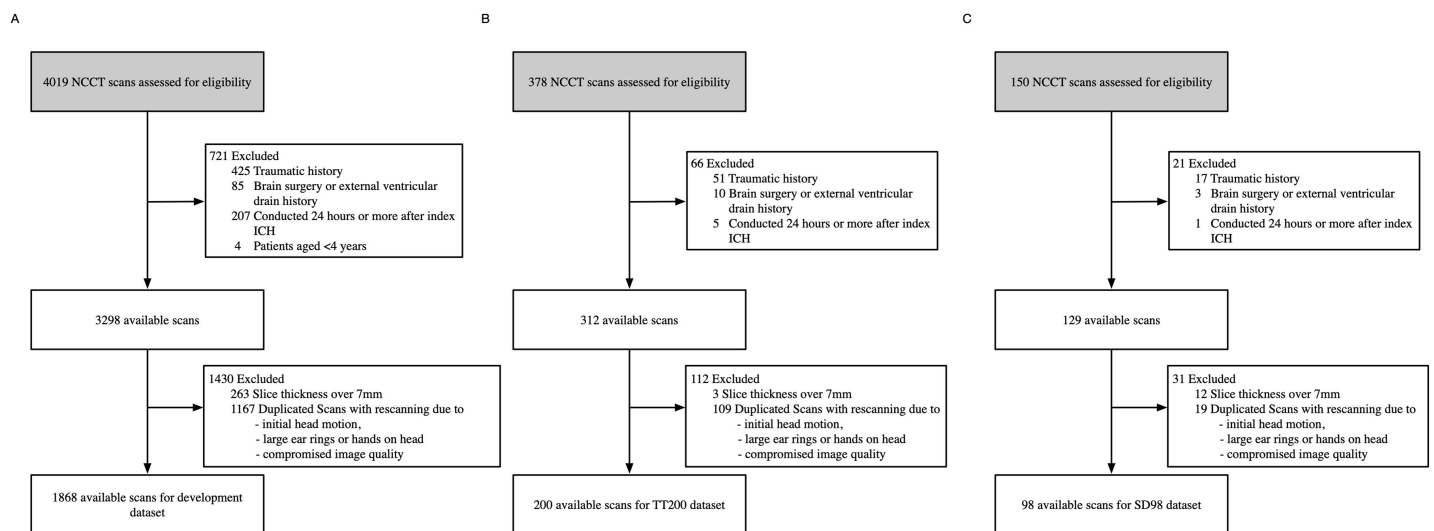 A
4019 NCCT scans assessed for eligibility
721 Excluded
425 Traumatic history
85 Brain surgery or external ventricular
drain history
207 Conducted 24 hours or more after index
ICH
4 Patients aged <4 years
3298 available scans
1430 Excluded
263 Slice thickness over 7mm
1167 Duplicated Scans with rescanning due to
- initial head motion,
- large ear rings or hands on head
- compromised image quality
1868 available scans for development
dataset
B
378 NCCT scans assessed for eligibility
66 Excluded
51 Traumatic history
10 Brain surgery or external ventricular
drain history
5 Conducted 24 hours or more after index
ICH
312 available scans
112 Excluded
3 Slice thickness over 7mm
109 Duplicated Scans with rescanning due to
- initial head motion,
- large ear rings or hands on head
- compromised image quality
200 available scans for TT200 dataset
C
150 NCCT scans assessed for eligibility
21 Excluded
17 Traumatic history
3 Brain surgery or external ventricular
drain history
1 Conducted 24 hours or more after index
ICH
129 available scans
31 Excluded
12 Slice thickness over 7mm
19 Duplicated Scans with rescanning due to
- initial head motion,
- large ear rings or hands on head
- compromised image quality
98 available scans for SD98 dataset